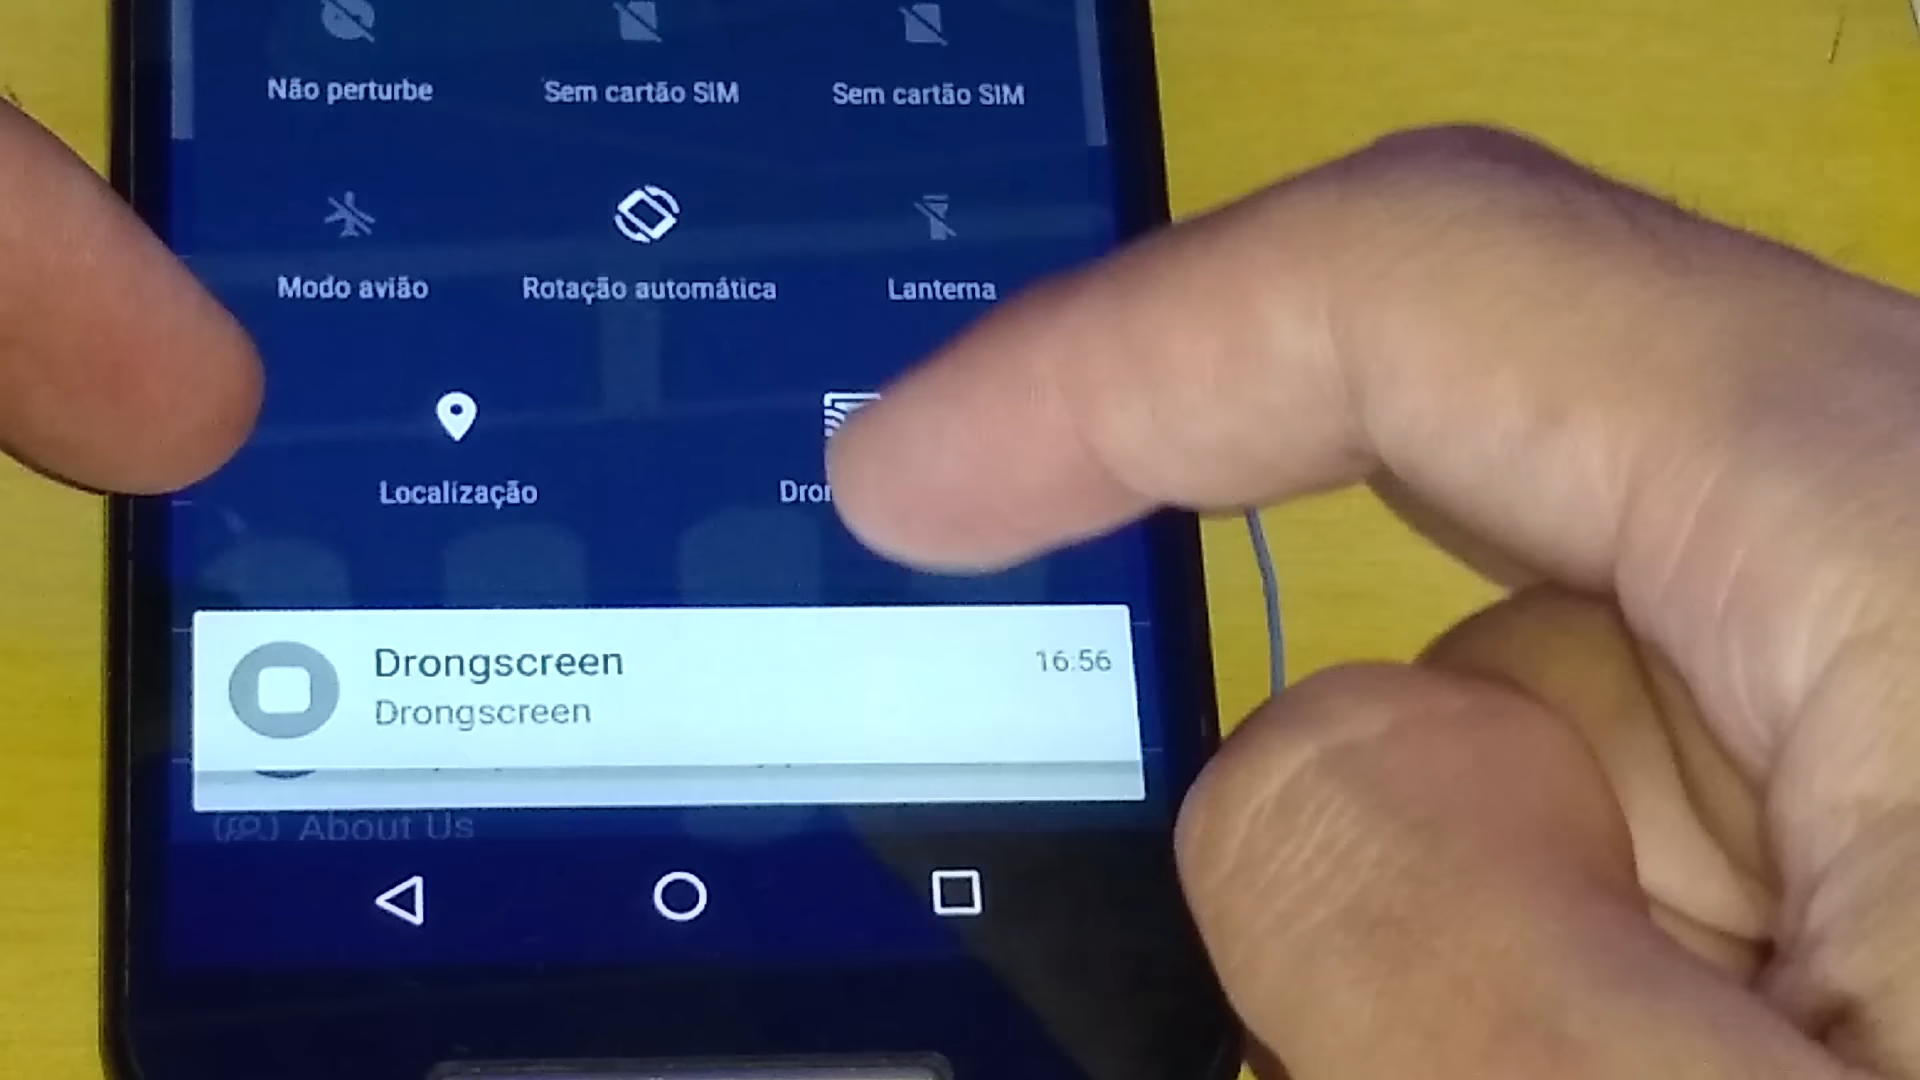 Não perturbe
Sem cartão SIM
Sem cartão SIM
Modo avião
Rotação automática
Lanterna
Localização
Dron
Drongscreen
16:56
Drongscreen
About Us